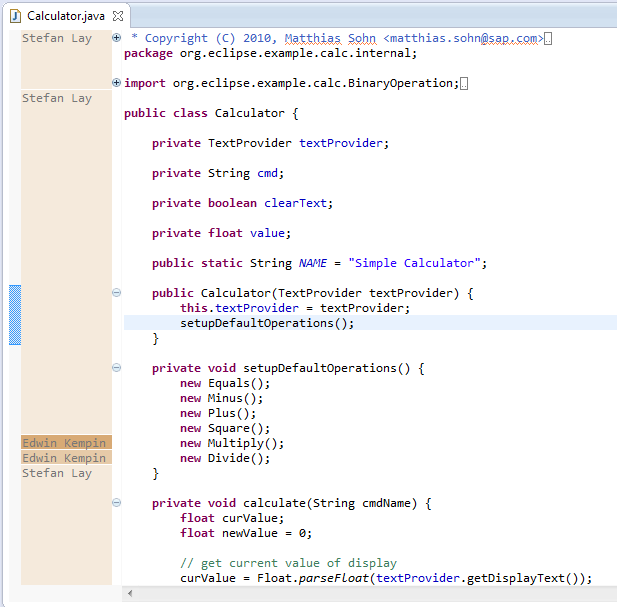 Calculator.java
Stefan Lay * Copyright (C) 2010, Matthias Sohn <matthias.sohn@sap.com>
package org.eclipse.example.calc.internal;
import org.eclipse.example.calc.BinaryOperation;
Stefan Lay
public class Calculator {
private TextProvider textProvider;
private String cmd;
private boolean clearText;
private float value;
public static String NAME = "Simple Calculator";
public Calculator(TextProvider textProvider) {
this.textProvider = textProvider;
setupDefaultOperations();
}
private void setupDefaultOperations() {
new Equals();
new Minus();
new Plus();
new Square();
Edwin Kempin new Multiply();
Edwin Kempin new Divide();
Stefan Lay }
private void calculate(String cmdName) {
float curValue;
float newValue = 0;
// get current value of display
curValue = Float.parseFloat(textProvider.getDisplayText());